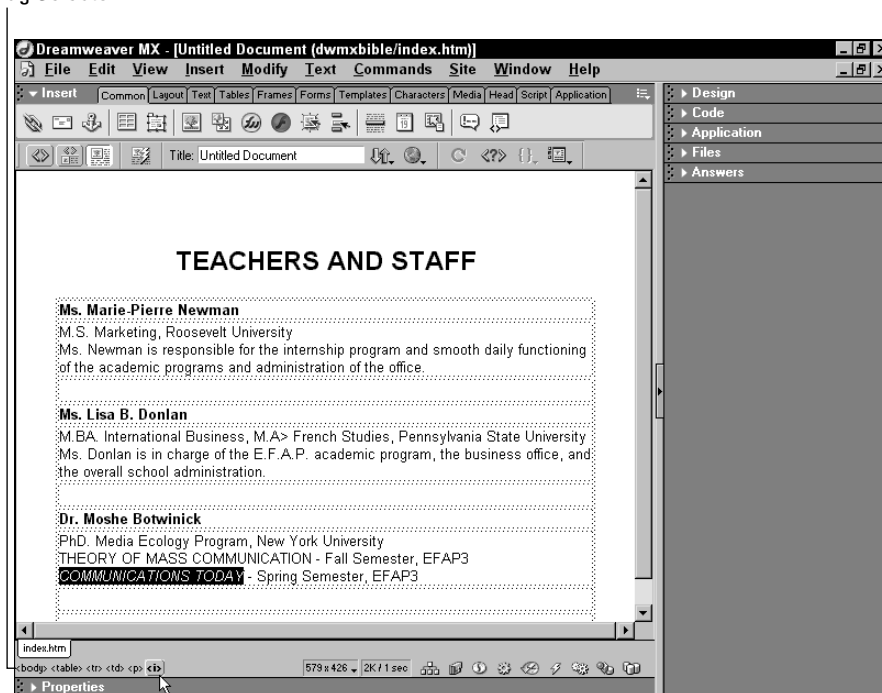 Dreamweaver MX - [Untitled Document (dwmxbible/index.htm)]
File Edit View Insert Modify Text Commands Site Window Help
Insert Common Layout Text Tables Frames Forms Templates Characters Media Head Script Application
Title: Untitled Document
Design
Code
Application
Files
Answers
TEACHERS AND STAFF
Ms. Marie-Pierre Newman
M.S. Marketing, Roosevelt University
Ms. Newman is responsible for the internship program and smooth daily functioning
of the academic programs and administration of the office.
Ms. Lisa B. Donlan
M.BA. International Business, M.A> French Studies, Pennsylvania State University
Ms. Donlan is in charge of the E.F.A.P. academic program, the business office, and
the overall school administration.
Dr. Moshe Botwinick
PhD. Media Ecology Program, New York University
THEORY OF MASS COMMUNICATION - Fall Semester, EFAP3
COMMUNICATIONS TODAY - Spring Semester, EFAP3
index.htm
<body> <table> <tr> <td> <p> <i> 579 x 426 2K / 1 sec
Properties